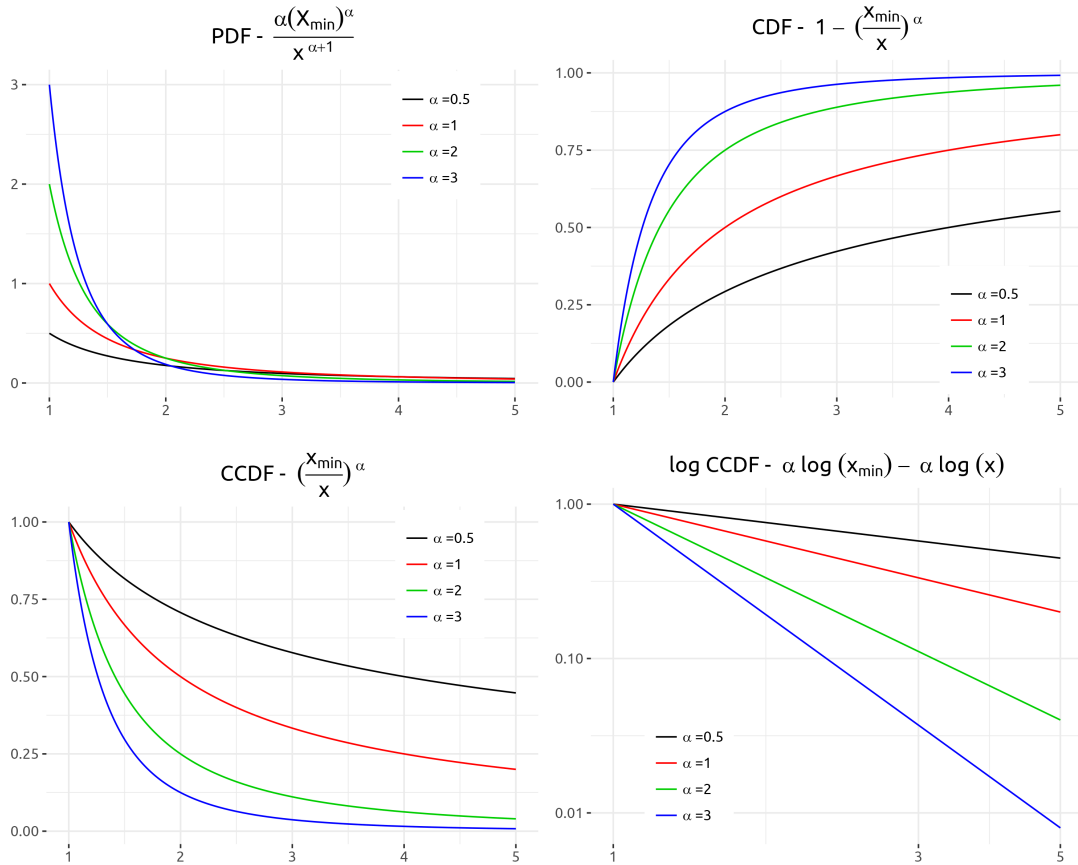 PDF - α(X_min)^α / x^(α+1)
3
2
1
0
1 2 3 4 5
α =0.5
α =1
α =2
α =3
CDF - 1 − (x_min / x)^α
1.00
0.75
0.50
0.25
0.00
1 2 3 4 5
α =0.5
α =1
α =2
α =3
CCDF - (x_min / x)^α
1.00
0.75
0.50
0.25
0.00
1 2 3 4 5
α =0.5
α =1
α =2
α =3
log CCDF - α log (x_min) − α log (x)
1.00
0.10
0.01
1 3 5
α =0.5
α =1
α =2
α =3